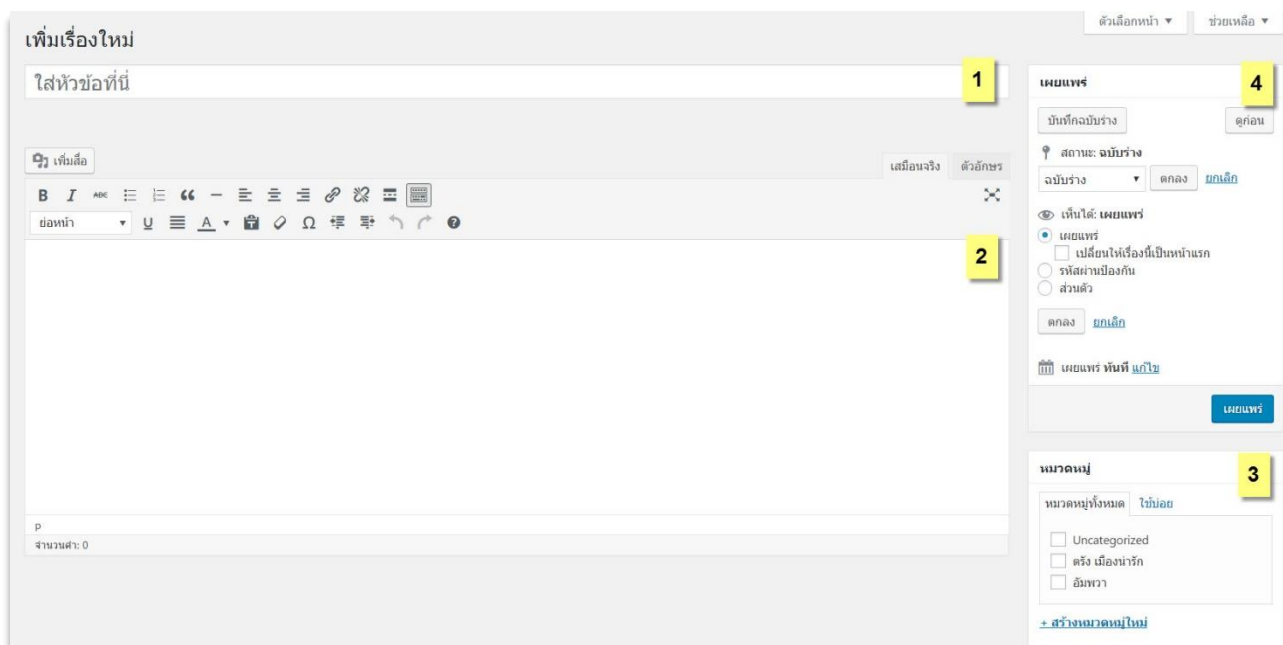 ตัวเลือกหน้า ▼ ช่วยเหลือ ▼
เพิ่มเรื่องใหม่
ใส่หัวข้อที่นี่
1
เพิ่มสื่อ
เสมือนจริง ตัวอักษร
B I ABC
ย่อหน้า ▼ U A ▼ Ω
2
p
จำนวนคำ: 0
เผยแพร่
4
บันทึกฉบับร่าง ดูก่อน
สถานะ: ฉบับร่าง
ฉบับร่าง ▼ ตกลง ยกเลิก
เห็นได้: เผยแพร่
เผยแพร่
เปลี่ยนให้เรื่องนี้เป็นหน้าแรก
รหัสผ่านป้องกัน
ส่วนตัว
ตกลง ยกเลิก
เผยแพร่ ทันที แก้ไข
เผยแพร่
หมวดหมู่
3
หมวดหมู่ทั้งหมด ใช้บ่อย
Uncategorized
ตรัง เมืองน่ารัก
อัมพวา
+ สร้างหมวดหมู่ใหม่